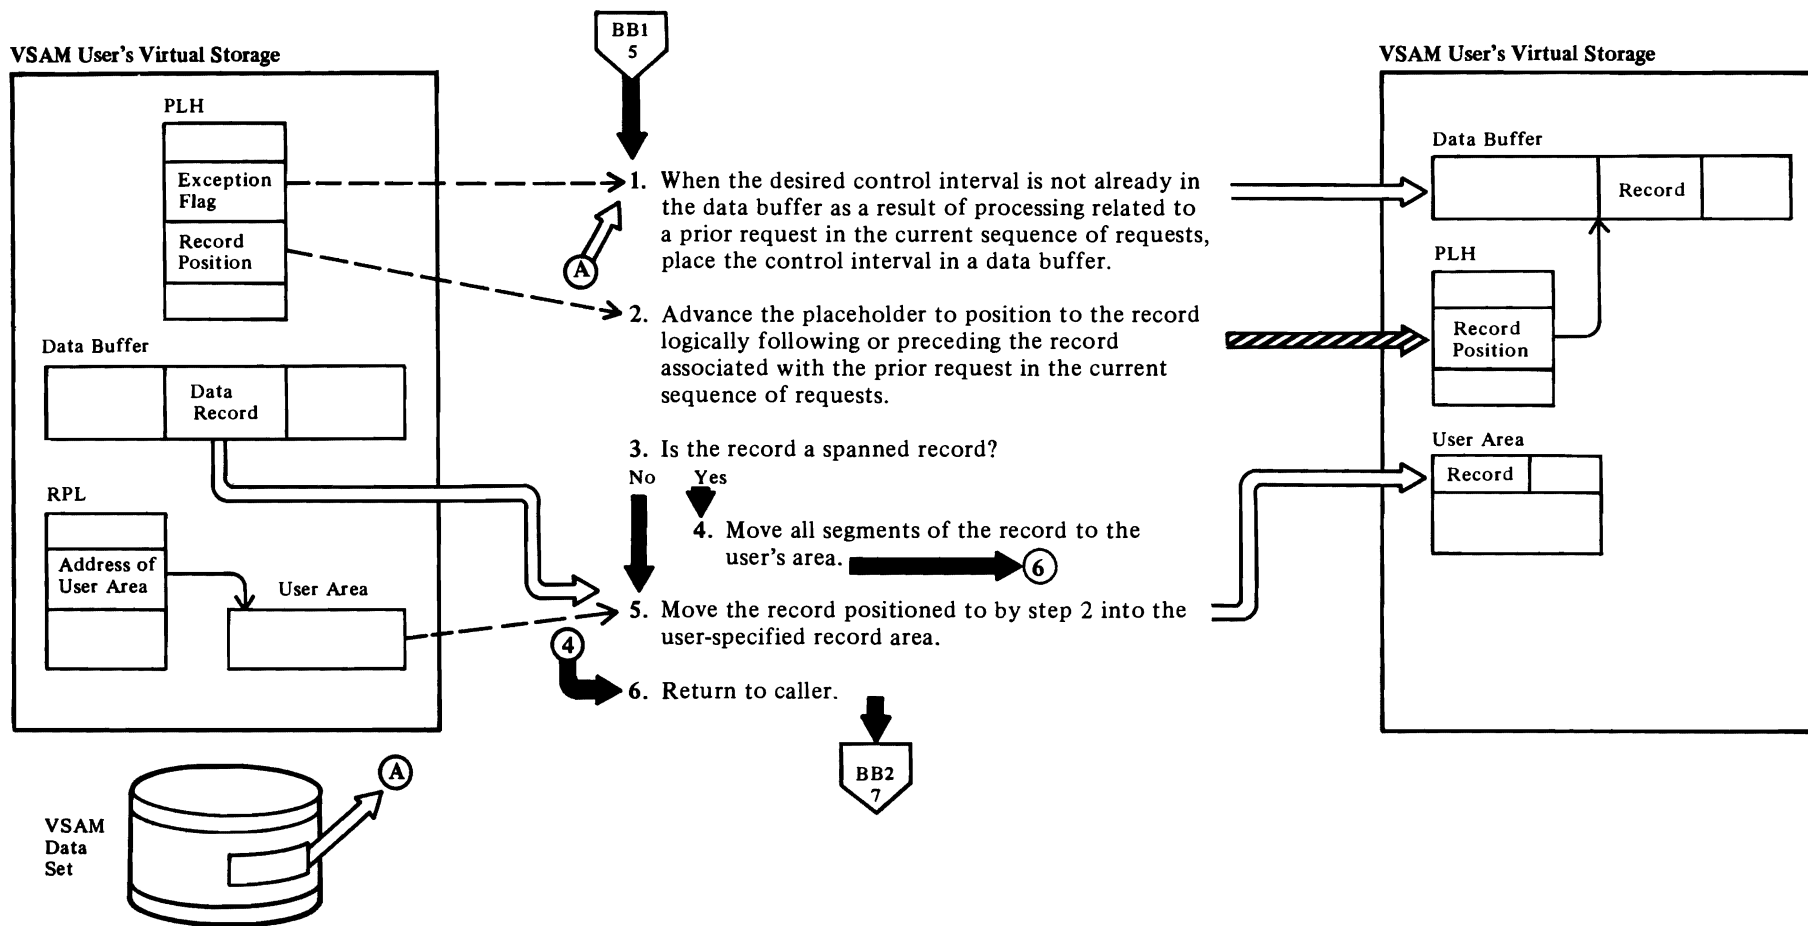 BB1
5
VSAM User's Virtual Storage
PLH
Exception
Flag
Record
Position
Data Buffer
Data
Record
RPL
Address of
User Area
User Area
VSAM
Data
Set
A
1. When the desired control interval is not already in
the data buffer as a result of processing related to
a prior request in the current sequence of requests,
place the control interval in a data buffer.
A
2. Advance the placeholder to position to the record
logically following or preceding the record
associated with the prior request in the current
sequence of requests.
3. Is the record a spanned record?
No Yes
4. Move all segments of the record to the
user's area.
6
5. Move the record positioned to by step 2 into the
user-specified record area.
4
6. Return to caller.
BB2
7
VSAM User's Virtual Storage
Data Buffer
Record
PLH
Record
Position
User Area
Record